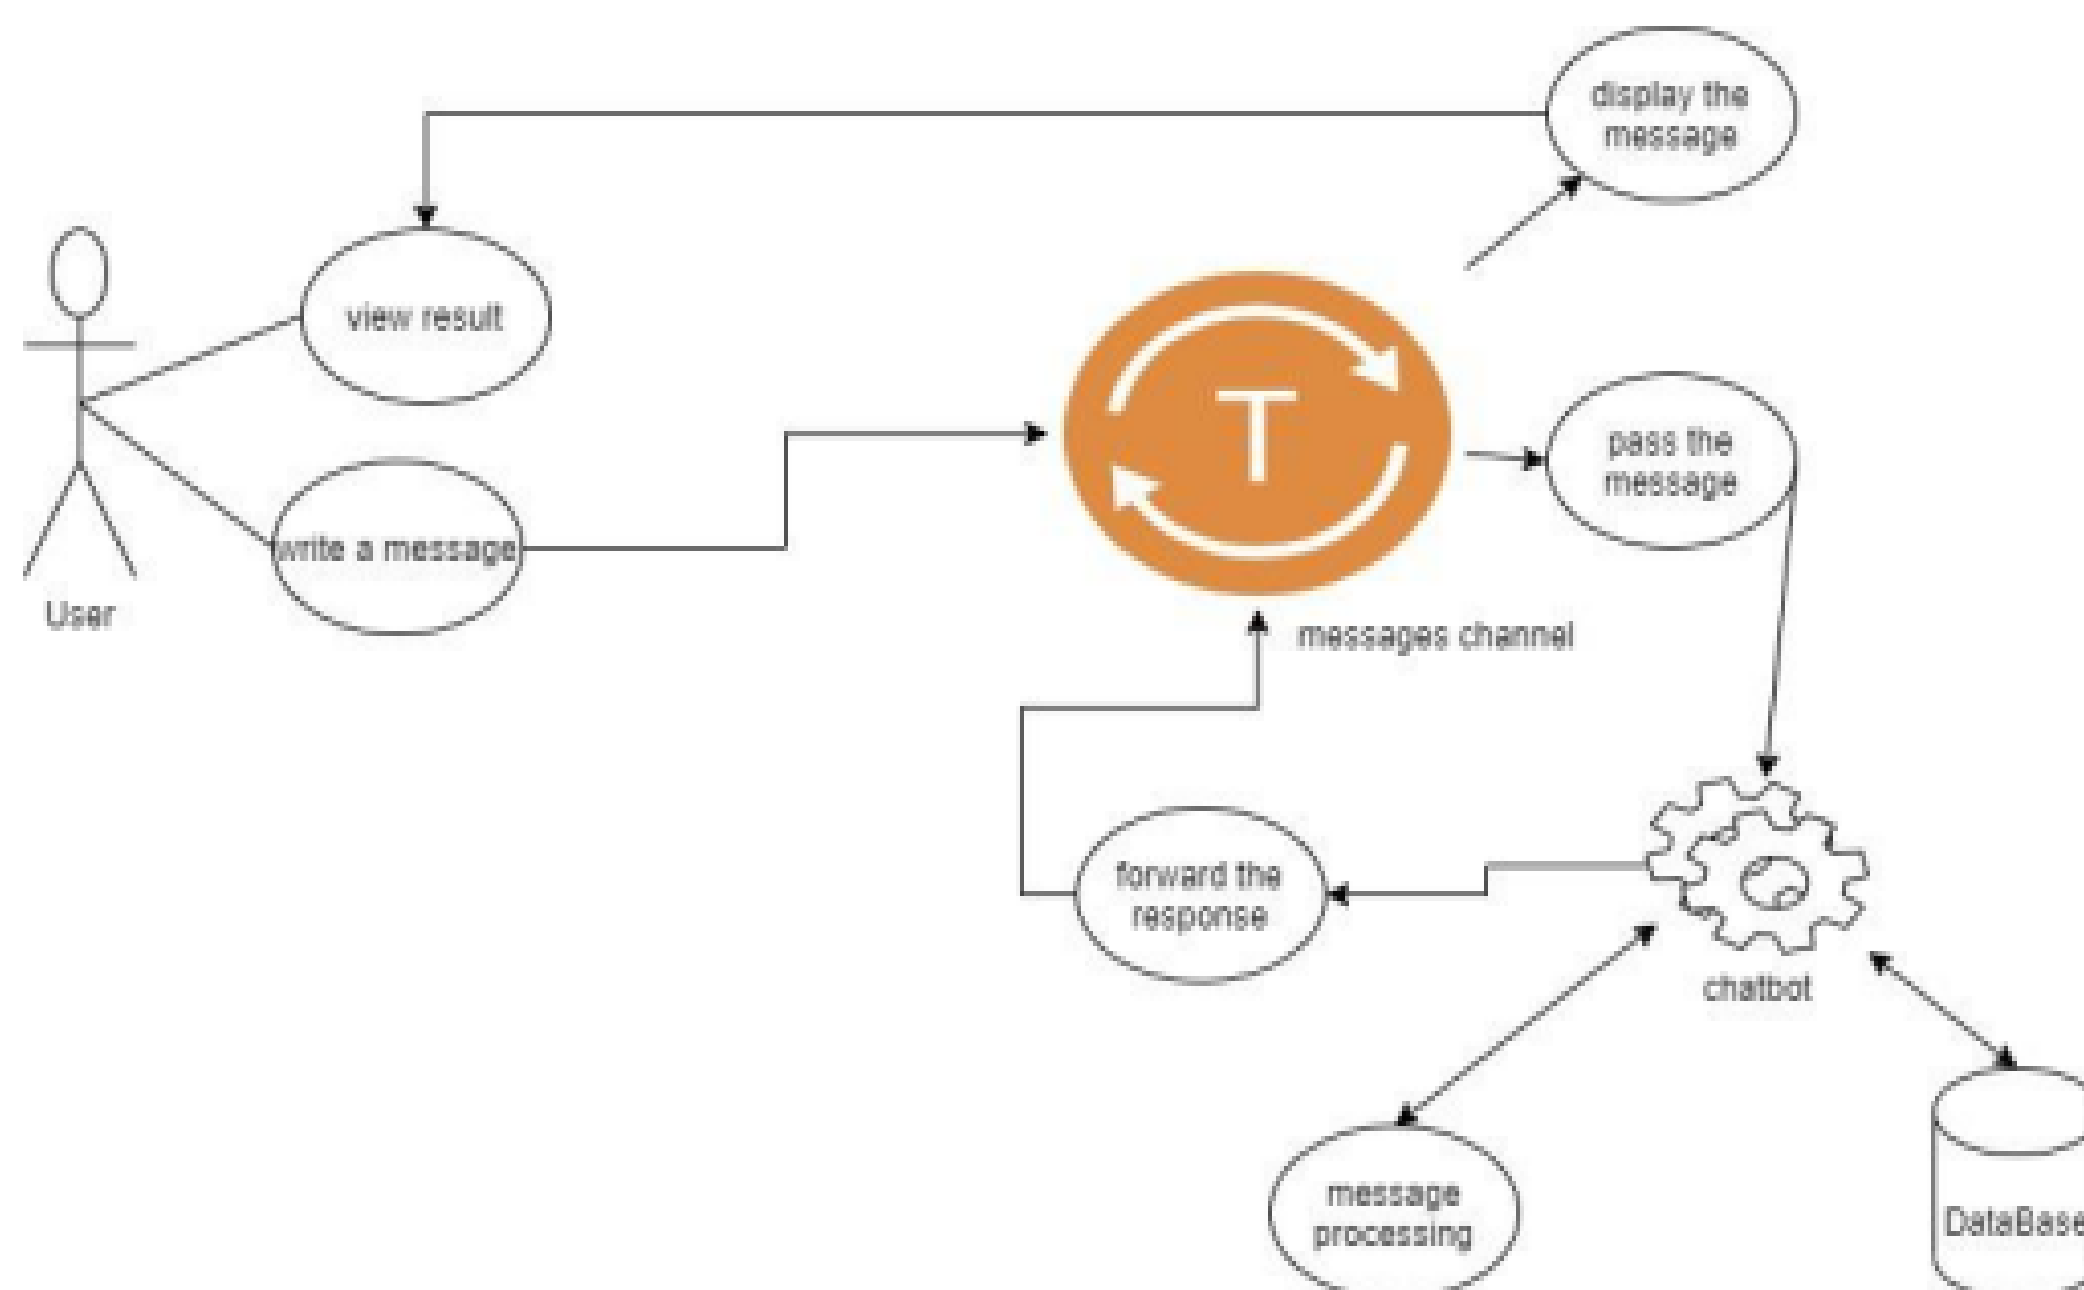 display the
message
view result
T
pass the
message
write a message
User
messages channel
forward the
response
chatbot
message
processing
DataBase